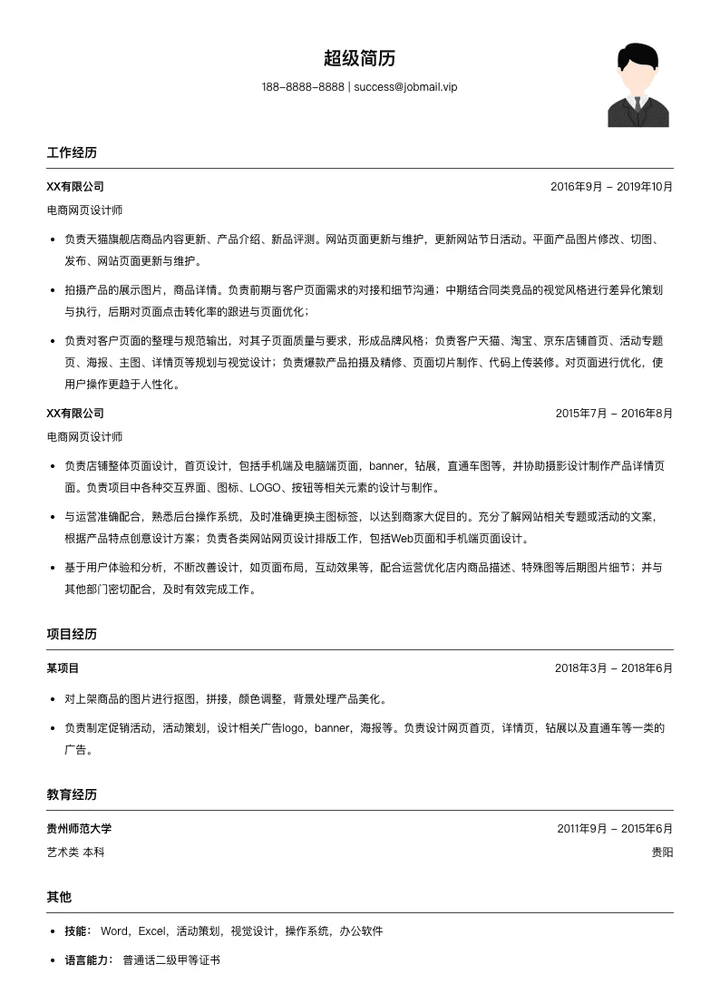 超级简历
188-8888-8888 | success@jobmail.vip
工作经历
XX有限公司 2016年9月 – 2019年10月
电商网页设计师
• 负责天猫旗舰店商品内容更新、产品介绍、新品评测。网站页面更新与维护，更新网站节日活动。平面产品图片修改、切图、
发布、网站页面更新与维护。
• 拍摄产品的展示图片，商品详情。负责前期与客户页面需求的对接和细节沟通；中期结合同类竞品的视觉风格进行差异化策划
与执行，后期对页面点击转化率的跟进与页面优化；
• 负责对客户页面的整理与规范输出，对其子页面质量与要求，形成品牌风格；负责客户天猫、淘宝、京东店铺首页、活动专题
页、海报、主图、详情页等规划与视觉设计；负责爆款产品拍摄及精修、页面切片制作、代码上传装修。对页面进行优化，使
用户操作更趋于人性化。
XX有限公司 2015年7月 – 2016年8月
电商网页设计师
• 负责店铺整体页面设计，首页设计，包括手机端及电脑端页面，banner，钻展，直通车图等，并协助摄影设计制作产品详情页
面。负责项目中各种交互界面、图标、LOGO、按钮等相关元素的设计与制作。
• 与运营准确配合，熟悉后台操作系统，及时准确更换主图标签，以达到商家大促目的。充分了解网站相关专题或活动的文案，
根据产品特点创意设计方案；负责各类网站网页设计排版工作，包括Web页面和手机端页面设计。
• 基于用户体验和分析，不断改善设计，如页面布局，互动效果等，配合运营优化店内商品描述、特殊图等后期图片细节；并与
其他部门密切配合，及时有效完成工作。
项目经历
某项目 2018年3月 – 2018年6月
• 对上架商品的图片进行抠图，拼接，颜色调整，背景处理产品美化。
• 负责制定促销活动，活动策划，设计相关广告logo，banner，海报等。负责设计网页首页，详情页，钻展以及直通车等一类的
广告。
教育经历
贵州师范大学 2011年9月 – 2015年6月
艺术类 本科 贵阳
其他
• 技能： Word，Excel，活动策划，视觉设计，操作系统，办公软件
• 语言能力： 普通话二级甲等证书